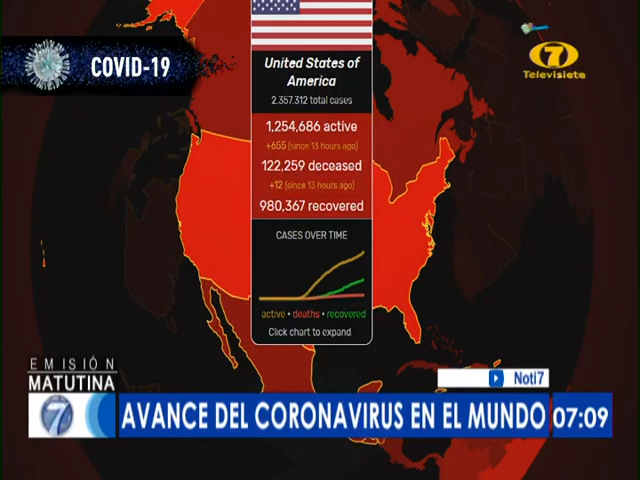 COVID-19
7
Televisiete
United States of
America
2.357.312 total cases
1,254,686 active
+655 (since 13 hours ago)
122,259 deceased
+12 (since 13 hours ago)
980,367 recovered
CASES OVER TIME
active • deaths • recovered
Click chart to expand
EMISIÓN
MATUTINA
Noti7
7
AVANCE DEL CORONAVIRUS EN EL MUNDO
07:09